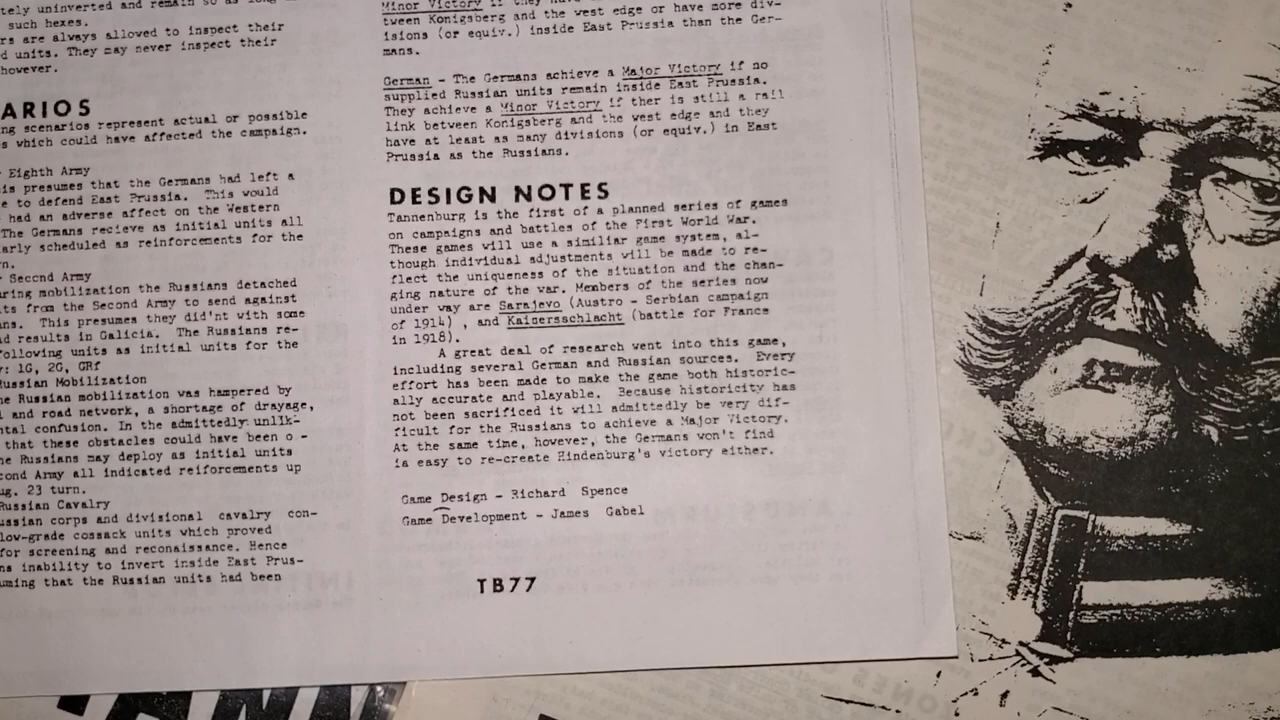 tely uninverted and remain so as long
such hexes.
rs are always allowed to inspect their
d units. They may never inspect their
however.
ARIOS
ng scenarios represent actual or possible
s which could have affected the campaign.
Eighth Army
is presumes that the Germans had left a
e to defend East Prussia. This would
had an adverse affect on the Western
The Germans recieve as initial units all
arly scheduled as reinforcements for the
n.
Second Army
uring mobilization the Russians detached
ts from the Second Army to send against
ans. This presumes they did'nt with some
d results in Galicia. The Russians re-
following units as initial units for the
y: 1G, 2G, GRf
Russian Mobilization
he Russian mobilization was hampered by
l and road network, a shortage of drayage,
ntal confusion. In the admittedly unlik-
that these obstacles could have been o -
he Russians may deploy as initial units
cond Army all indicated reiforcements up
ug. 23 turn.
Russian Cavalry
ussian corps and divisional cavalry con-
low-grade cossack units which proved
for screening and reconaissance. Hence
ns inability to invert inside East Prus-
uming that the Russian units had been
Minor Victory if they have
tween Konigsberg and the west edge or have more div-
isions (or equiv.) inside East Prussia than the Ger-
mans.
German - The Germans achieve a Major Victory if no
supplied Russian units remain inside East Prussia.
They achieve a Minor Victory if ther is still a rail
link between Konigsberg and the west edge and they
have at least as many divisions (or equiv.) in East
Prussia as the Russians.
DESIGN NOTES
Tannenburg is the first of a planned series of games
on campaigns and battles of the First World War.
These games will use a similiar game system, al-
though individual adjustments will be made to re-
flect the uniqueness of the situation and the chan-
ging nature of the war. Members of the series now
under way are Sarajevo (Austro - Serbian campaign
of 1914) , and Kaisersschlacht (battle for France
in 1918).
A great deal of research went into this game,
including several German and Russian sources. Every
effort has been made to make the game both historic-
ally accurate and playable. Because historicity has
not been sacrificed it will admittedly be very dif-
ficult for the Russians to achieve a Major Victory.
At the same time, however, the Germans won't find
is easy to re-create Hindenburg's victory either.
Game Design - Richard Spence
Game Development - James Gabel
TB77